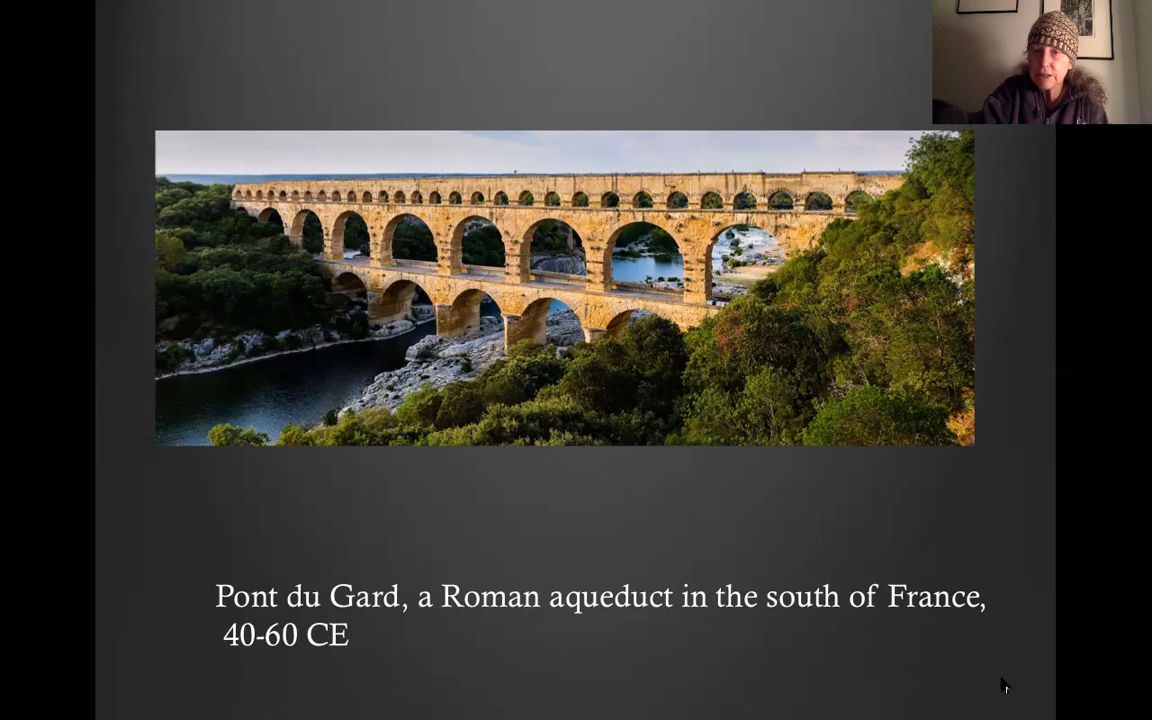 Pont du Gard, a Roman aqueduct in the south of France,
40-60 CE